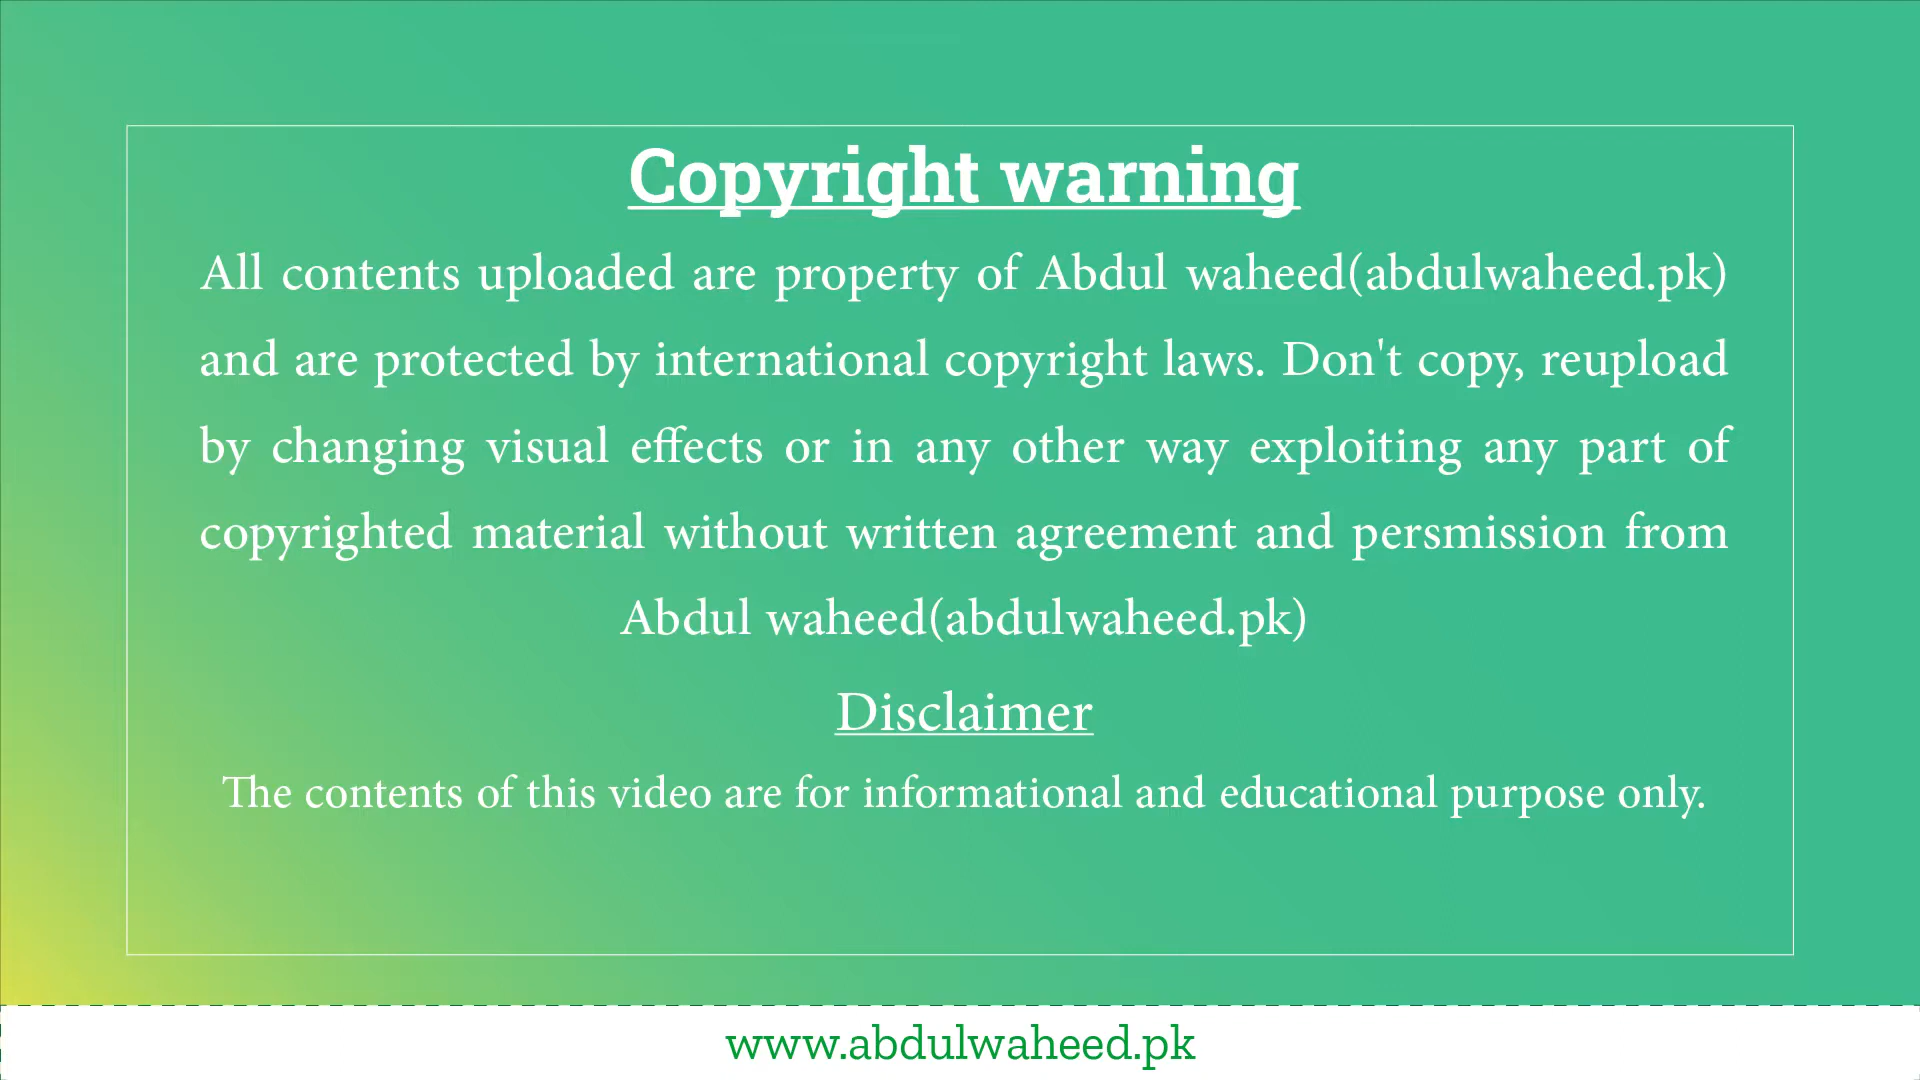 Copyright warning
All contents uploaded are property of Abdul waheed(abdulwaheed.pk)
and are protected by international copyright laws. Don't copy, reupload
by changing visual effects or in any other way exploiting any part of
copyrighted material without written agreement and persmission from
Abdul waheed(abdulwaheed.pk)
Disclaimer
The contents of this video are for informational and educational purpose only.
www.abdulwaheed.pk